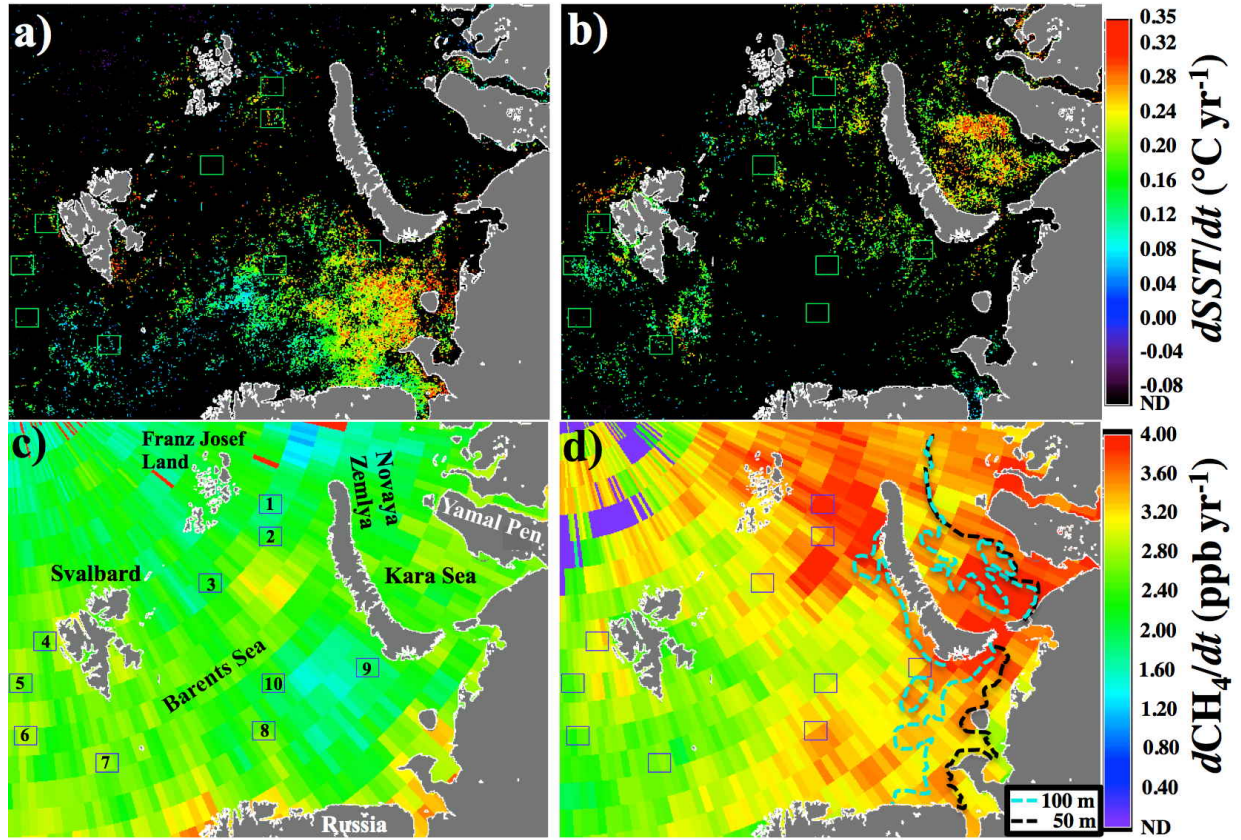 a)
b)
0.35
0.32
0.28
0.24
0.20
0.16
0.12
0.08
0.04
0.00
-0.04
-0.08
ND
dSST/dt (°C yr-1)
c)
Franz Josef
Land
Novaya
Zemlya
Yamal Pen
Kara Sea
Svalbard
Barents Sea
Russia
1
2
3
4
5
6
7
8
9
10
d)
100 m
50 m
4.00
3.60
3.20
2.80
2.40
2.00
1.60
1.20
0.80
0.40
ND
dCH4/dt (ppb yr-1)